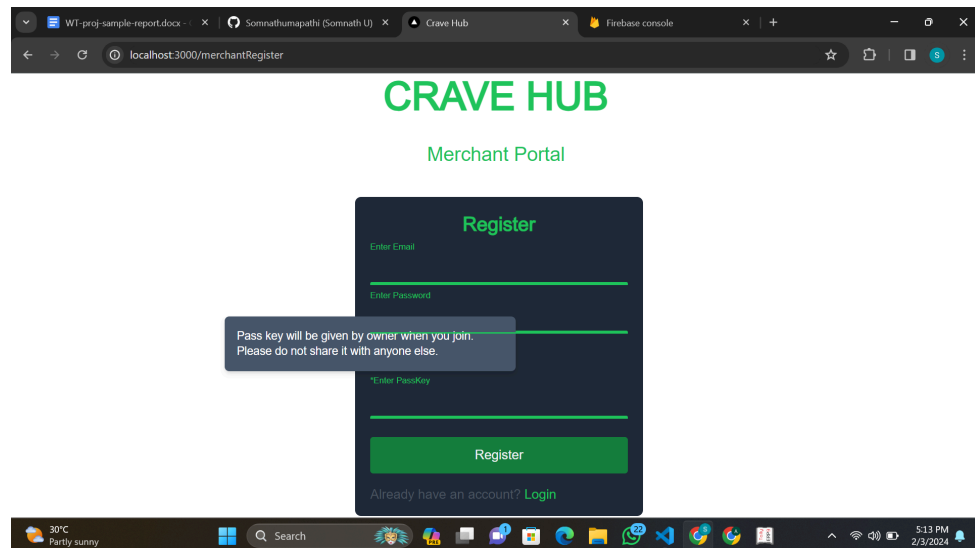 WT-proj-sample-report.docx - G
Somnathumapathi (Somnath U)
Crave Hub
Firebase console
localhost:3000/merchantRegister
S
CRAVE HUB
Merchant Portal
Register
Enter Email
Enter Password
Pass key will be given by owner when you join.
Please do not share it with anyone else.
*Enter PassKey
Register
Already have an account? Login
30°C
Partly sunny
Search
PRE
1
22
S
5:13 PM
2/3/2024